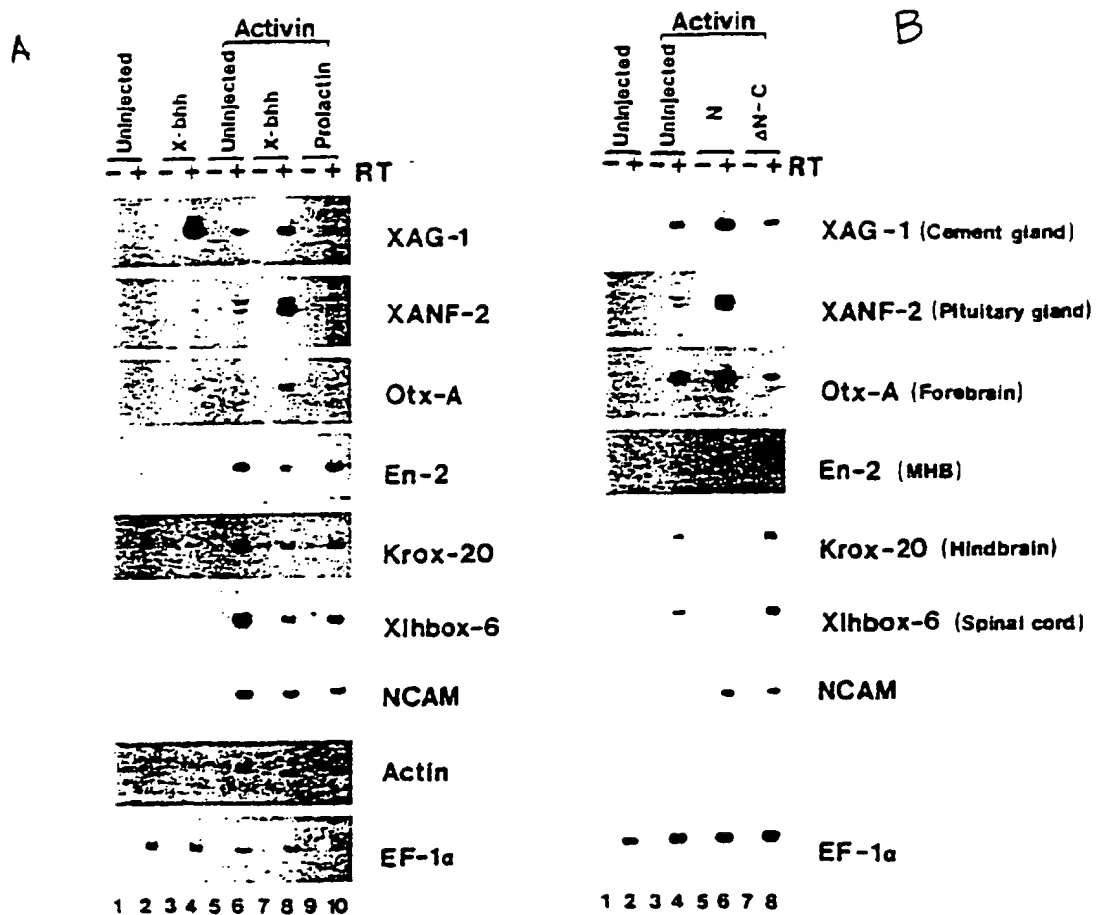 A
Activin
Uninjected
X-bhh
Uninjected
X-bhh
Prolactin
- + - + - + - + - + RT
XAG-1
XANF-2
Otx-A
En-2
Krox-20
Xlhbox-6
NCAM
Actin
EF-1α
1 2 3 4 5 6 7 8 9 10
B
Activin
Uninjected
Uninjected
N
ΔN-C
- + - + - + - + RT
XAG-1 (Cement gland)
XANF-2 (Pituitary gland)
Otx-A (Forebrain)
En-2 (MHB)
Krox-20 (Hindbrain)
Xlhbox-6 (Spinal cord)
NCAM
EF-1α
1 2 3 4 5 6 7 8